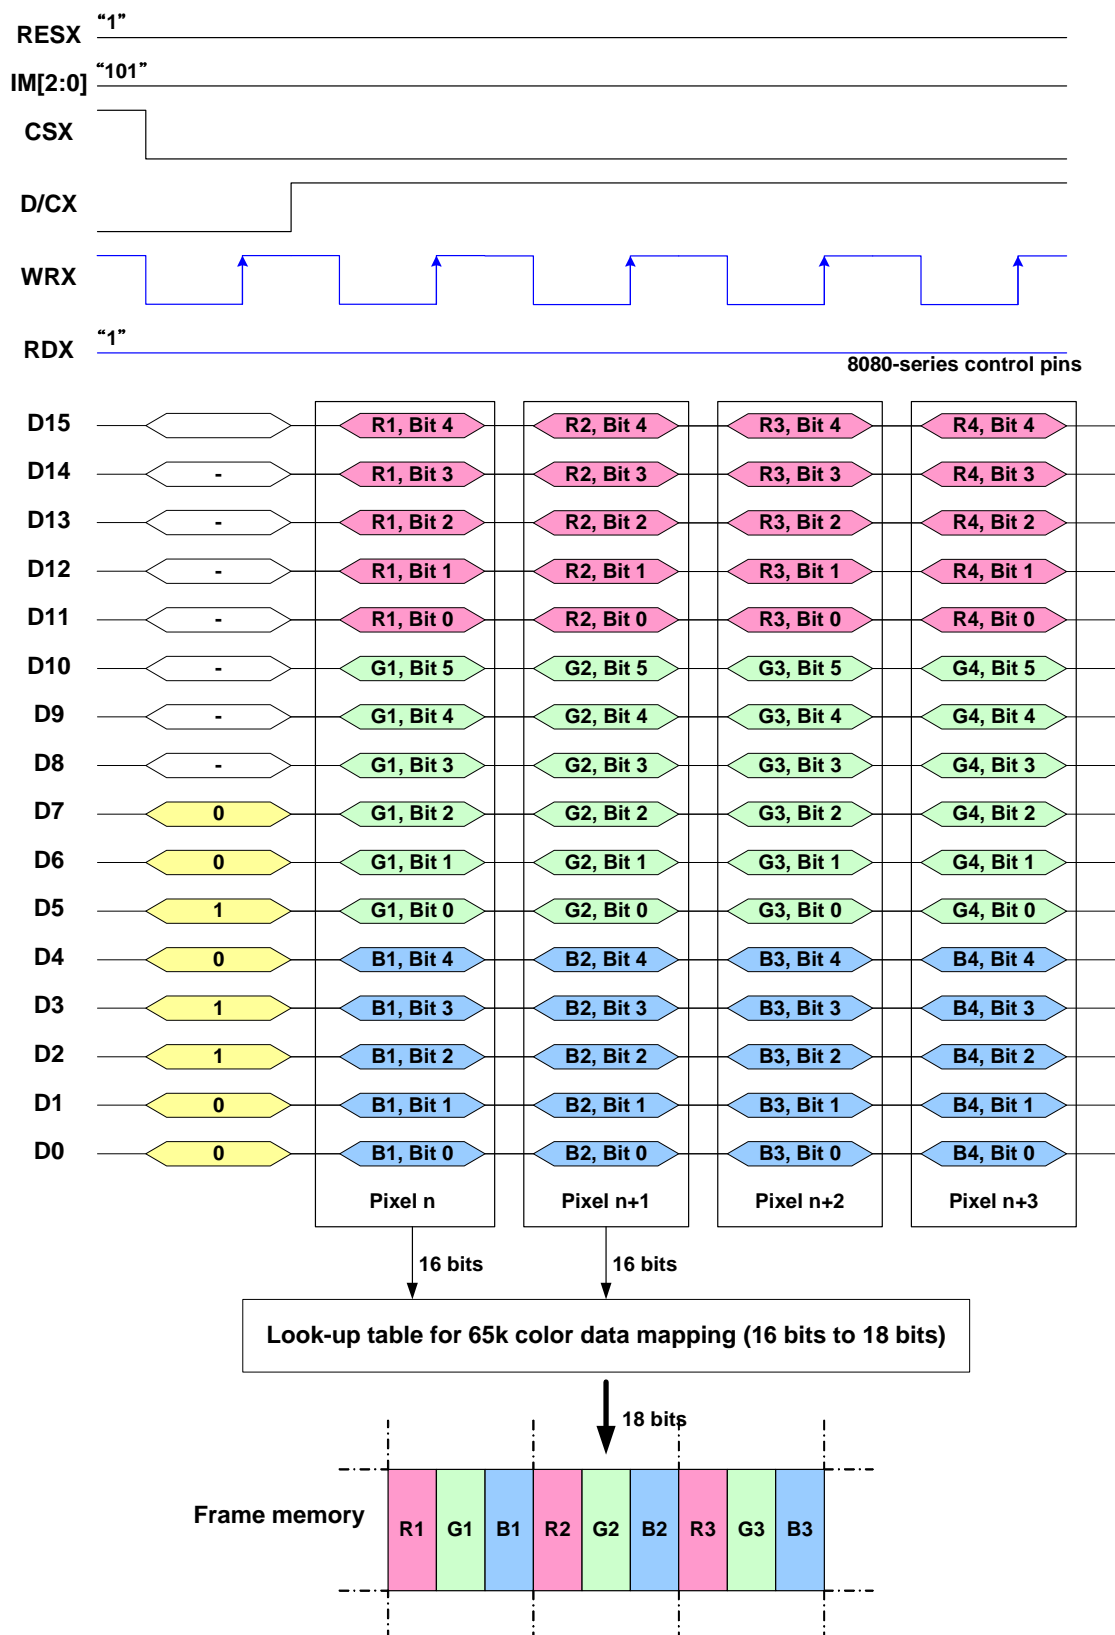 RESX “1”
IM[2:0] “101”
CSX
D/CX
WRX
RDX “1”
8080-series control pins
D15 R1, Bit 4 R2, Bit 4 R3, Bit 4 R4, Bit 4
D14 - R1, Bit 3 R2, Bit 3 R3, Bit 3 R4, Bit 3
D13 - R1, Bit 2 R2, Bit 2 R3, Bit 2 R4, Bit 2
D12 - R1, Bit 1 R2, Bit 1 R3, Bit 1 R4, Bit 1
D11 - R1, Bit 0 R2, Bit 0 R3, Bit 0 R4, Bit 0
D10 - G1, Bit 5 G2, Bit 5 G3, Bit 5 G4, Bit 5
D9 - G1, Bit 4 G2, Bit 4 G3, Bit 4 G4, Bit 4
D8 - G1, Bit 3 G2, Bit 3 G3, Bit 3 G4, Bit 3
D7 0 G1, Bit 2 G2, Bit 2 G3, Bit 2 G4, Bit 2
D6 0 G1, Bit 1 G2, Bit 1 G3, Bit 1 G4, Bit 1
D5 1 G1, Bit 0 G2, Bit 0 G3, Bit 0 G4, Bit 0
D4 0 B1, Bit 4 B2, Bit 4 B3, Bit 4 B4, Bit 4
D3 1 B1, Bit 3 B2, Bit 3 B3, Bit 3 B4, Bit 3
D2 1 B1, Bit 2 B2, Bit 2 B3, Bit 2 B4, Bit 2
D1 0 B1, Bit 1 B2, Bit 1 B3, Bit 1 B4, Bit 1
D0 0 B1, Bit 0 B2, Bit 0 B3, Bit 0 B4, Bit 0
Pixel n Pixel n+1 Pixel n+2 Pixel n+3
16 bits 16 bits
Look-up table for 65k color data mapping (16 bits to 18 bits)
18 bits
Frame memory R1 G1 B1 R2 G2 B2 R3 G3 B3